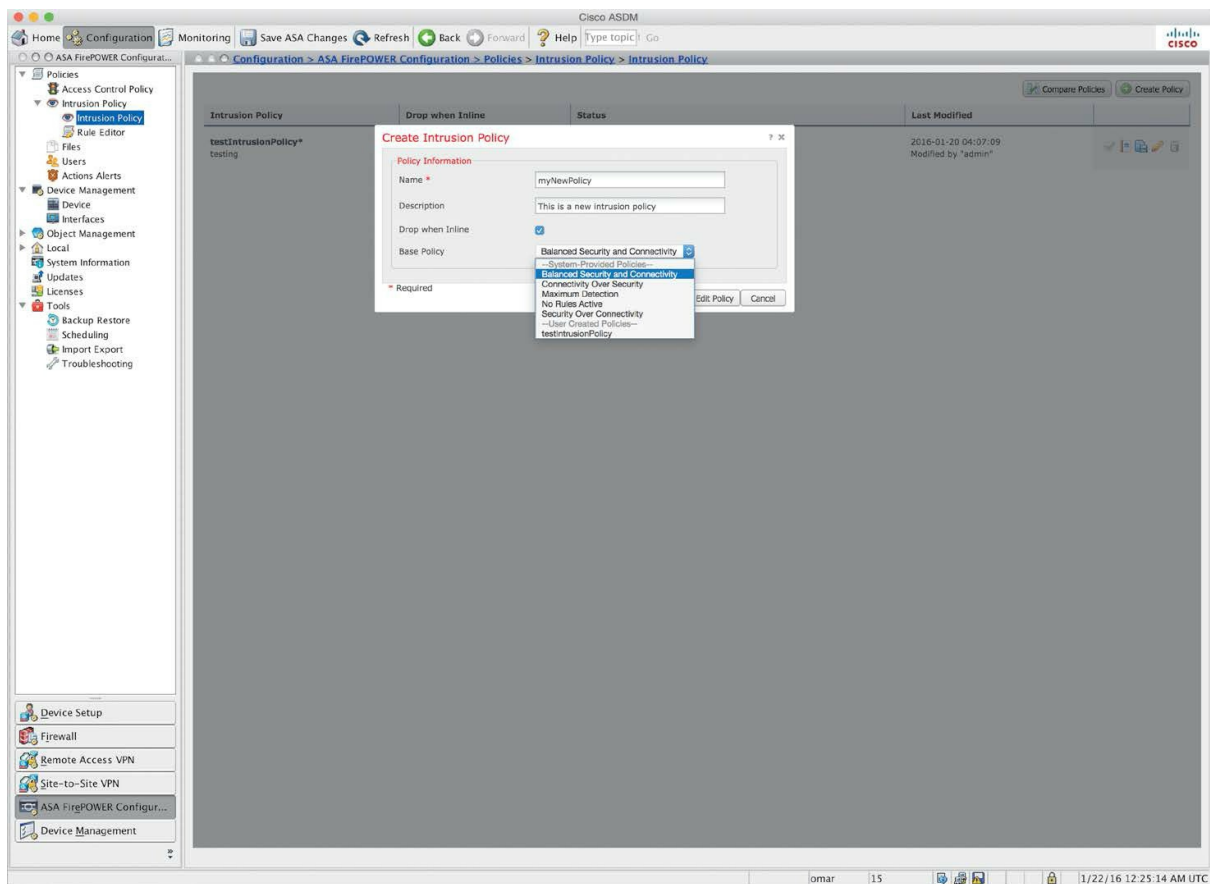 Cisco ASDM
Home Configuration Monitoring Save ASA Changes Refresh Back Forward Help Type topic Go
CISCO
ASA FirePOWER Configurat...
Configuration > ASA FirePOWER Configuration > Policies > Intrusion Policy > Intrusion Policy
Policies
Access Control Policy
Intrusion Policy
Intrusion Policy
Rule Editor
Files
Users
Actions Alerts
Device Management
Device
Interfaces
Object Management
Local
System Information
Updates
Licenses
Tools
Backup Restore
Scheduling
Import Export
Troubleshooting
Compare Policies Create Policy
Intrusion Policy Drop when Inline Status Last Modified
testIntrusionPolicy*
testing
2016-01-20 04:07:09
Modified by "admin"
Create Intrusion Policy ? ×
Policy Information
Name * myNewPolicy
Description This is a new intrusion policy
Drop when Inline
Base Policy Balanced Security and Connectivity
--System-Provided Policies--
Balanced Security and Connectivity
Connectivity Over Security
Maximum Detection
No Rules Active
Security Over Connectivity
--User Created Policies--
testIntrusionPolicy
* Required
Edit Policy Cancel
Device Setup
Firewall
Remote Access VPN
Site-to-Site VPN
ASA FirePOWER Configur...
Device Management
omar 15 1/22/16 12:25:14 AM UTC